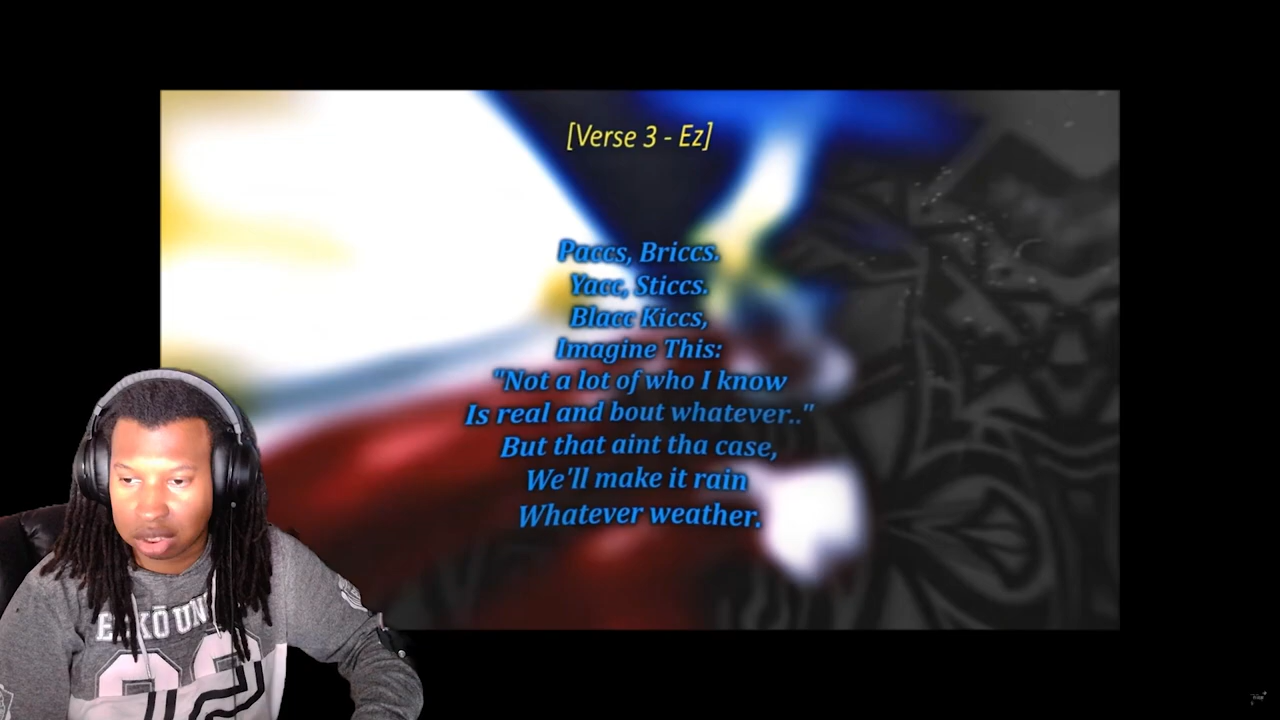 [Verse 3 - Ez]
Paccs, Briccs.
Yacc, Sticcs.
Blacc Kiccs,
Imagine This:
"Not a lot of who I know
Is real and bout whatever.."
But that aint tha case,
We'll make it rain
Whatever weather.